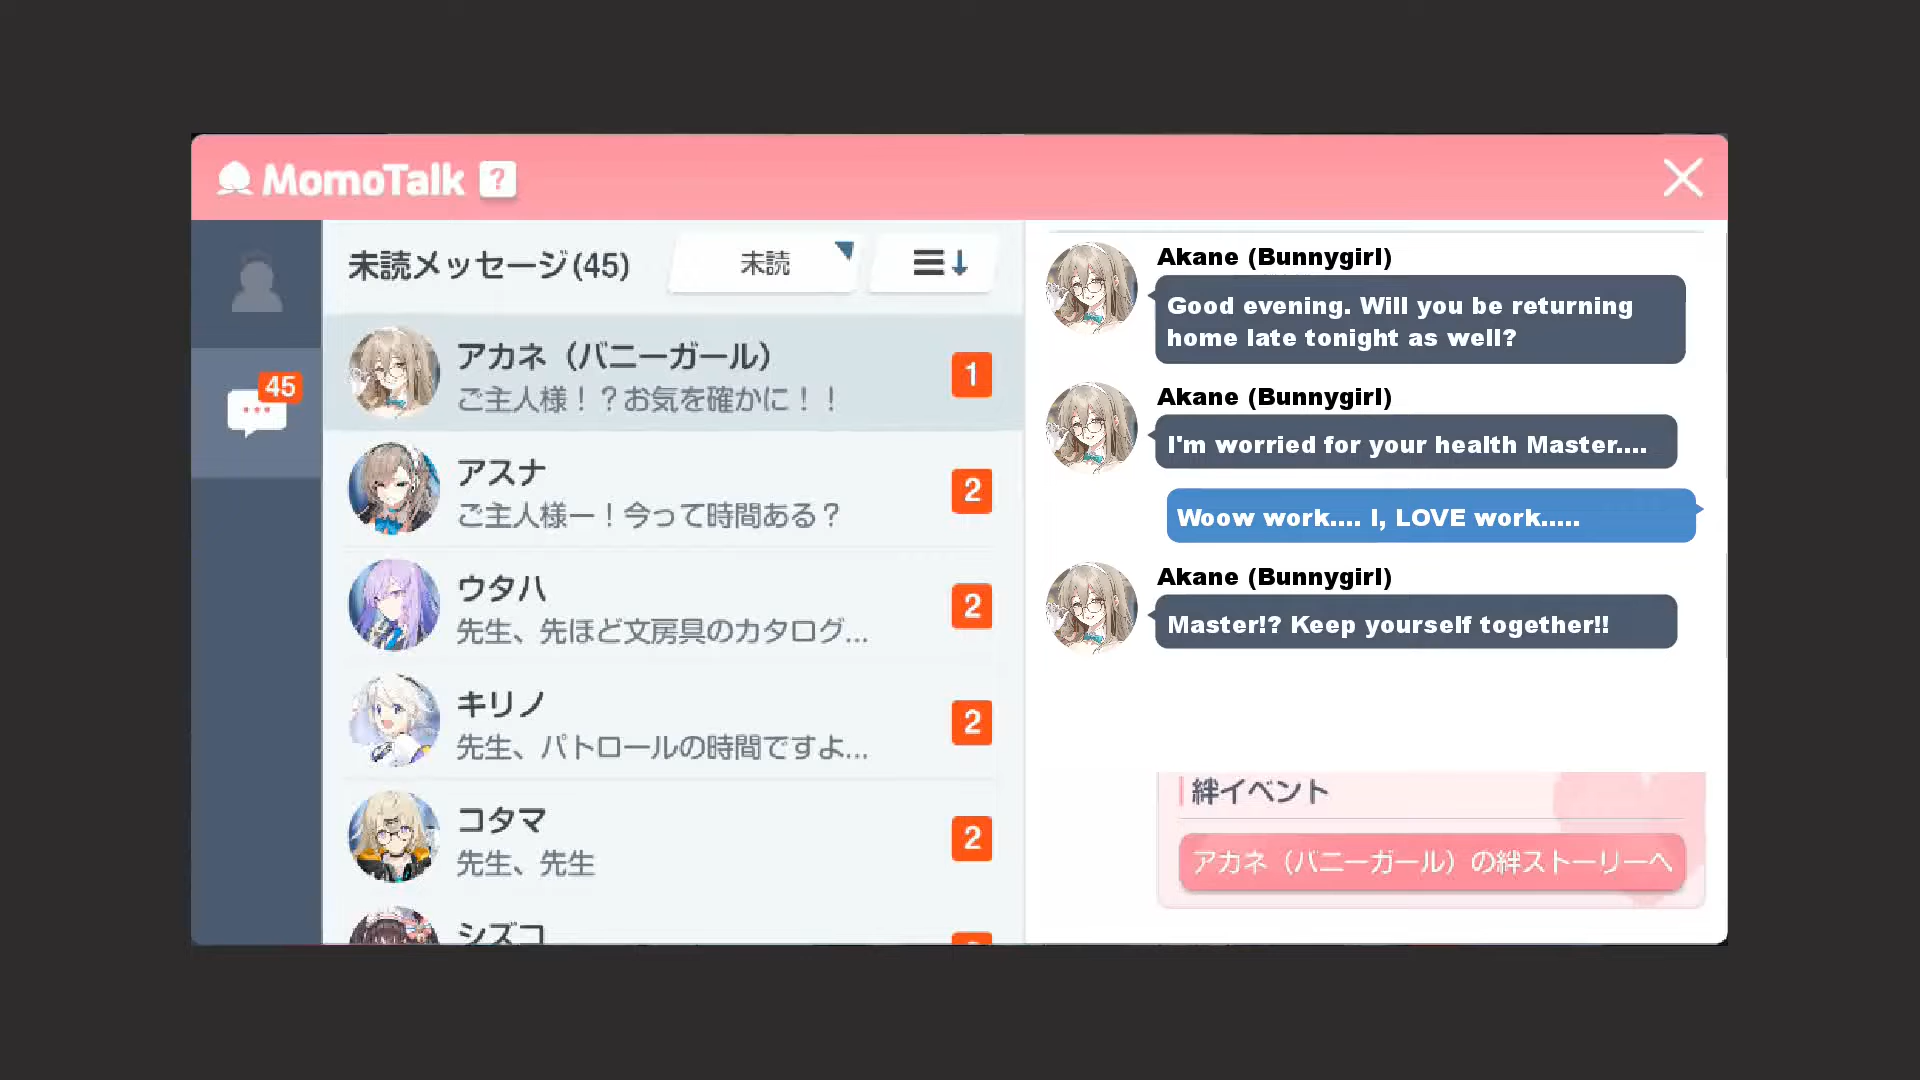 MomoTalk ?
未読メッセージ(45)
未読
45
アカネ（バニーガール）
ご主人様！？お気を確かに！！
1
アスナ
ご主人様ー！今って時間ある？
2
ウタハ
先生、先ほど文房具のカタログ...
2
キリノ
先生、パトロールの時間ですよ...
2
コタマ
先生、先生
2
シズコ
Akane (Bunnygirl)
Good evening. Will you be returning
home late tonight as well?
Akane (Bunnygirl)
I'm worried for your health Master....
Woow work.... I, LOVE work.....
Akane (Bunnygirl)
Master!? Keep yourself together!!
絆イベント
アカネ（バニーガール）の絆ストーリーへ